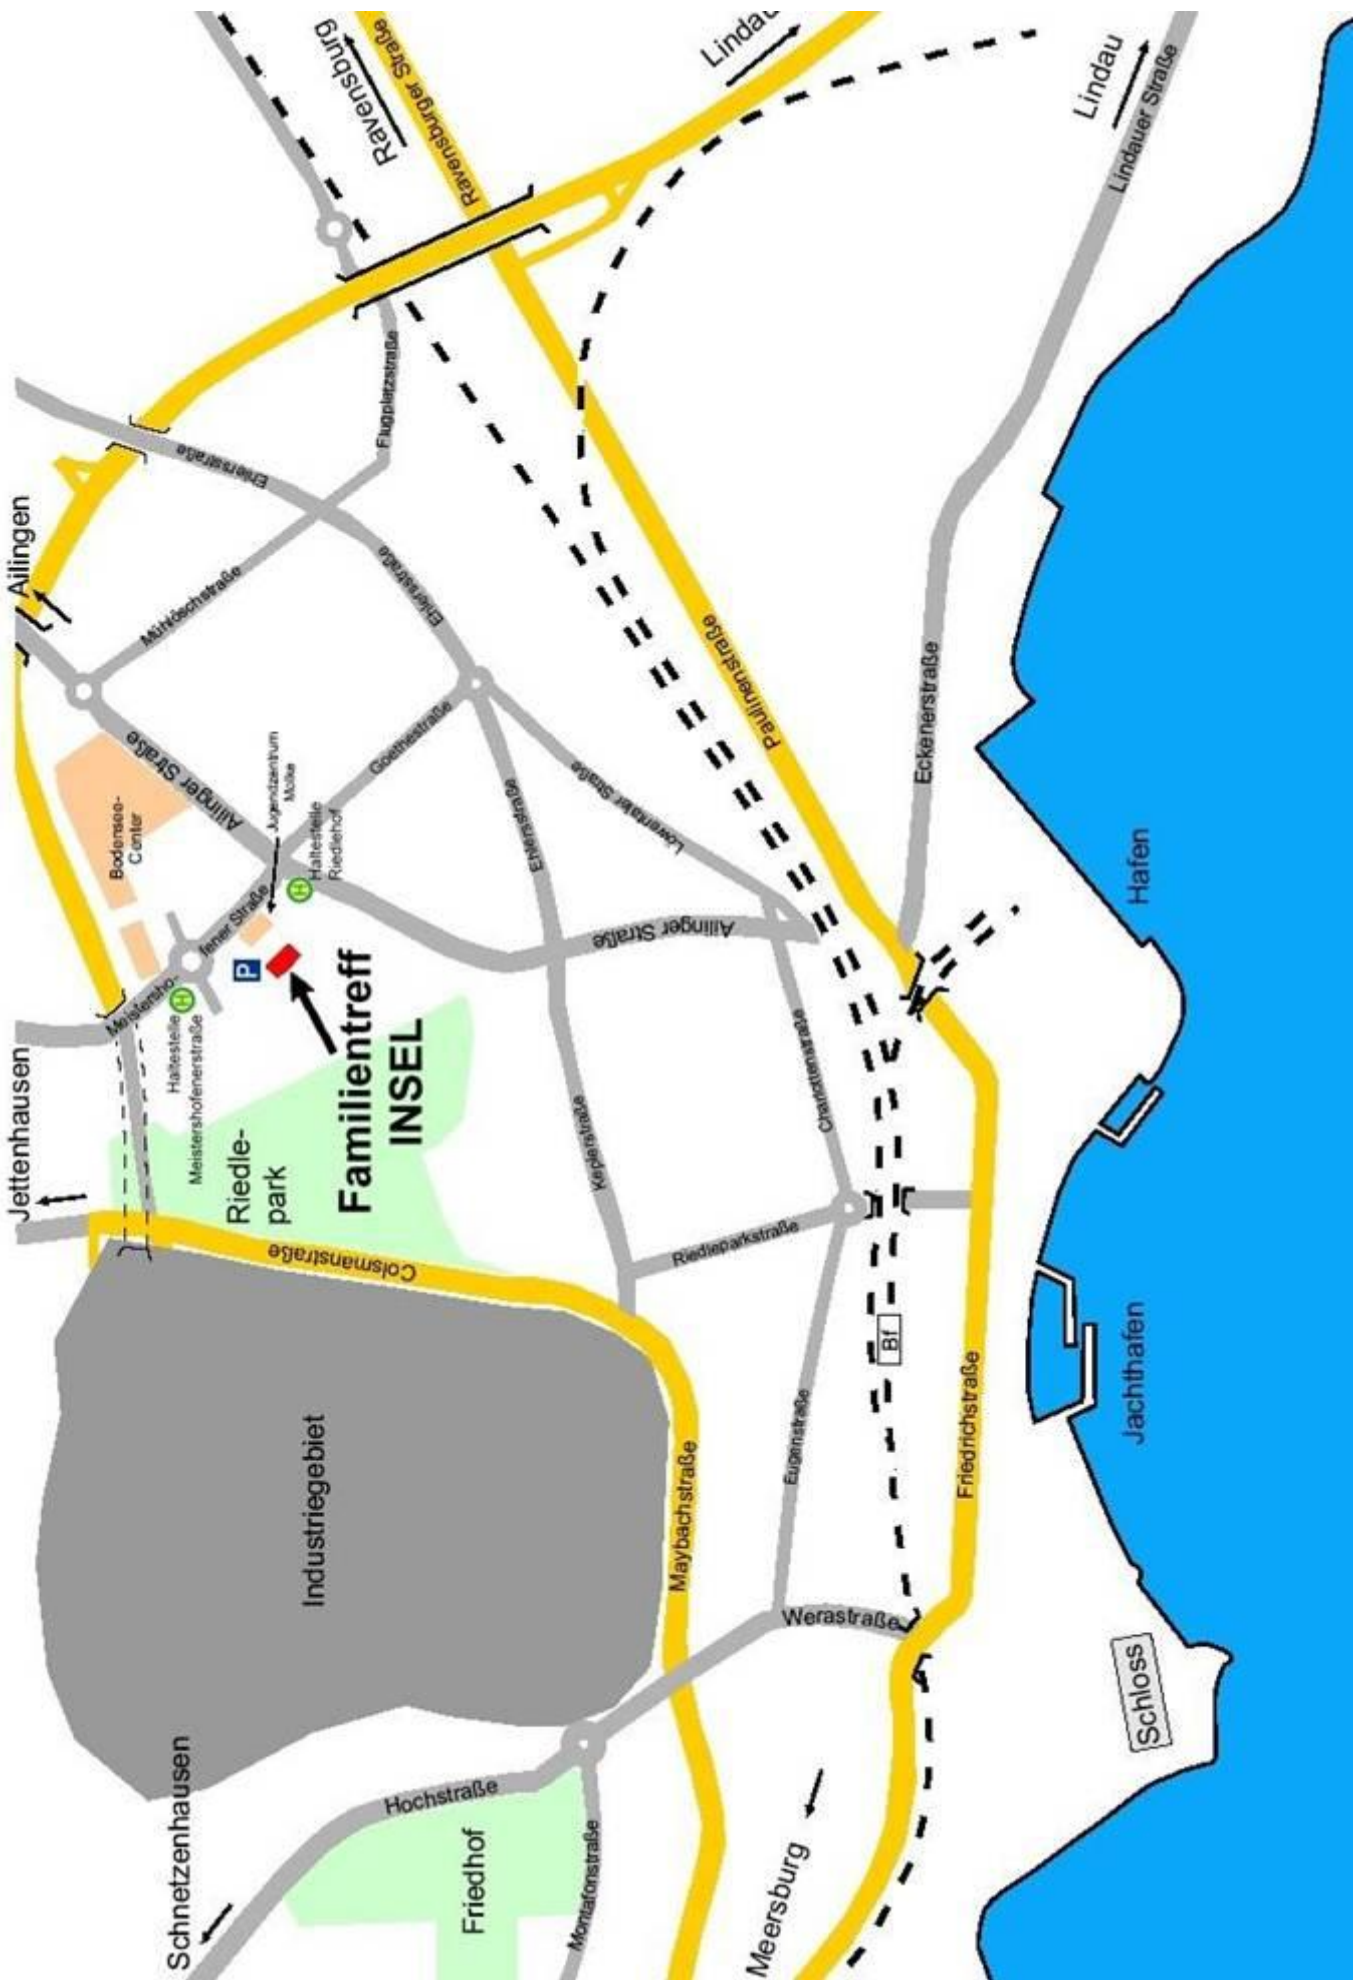 Schnetzenhausen
Jettenhausen
Ailingen
Hochstraße
Friedhof
Montafonstraße
Industriegebiet
Colsmanstraße
Maybachstraße
Riedle-
park
Haltestelle
Meistershofenerstraße
H
Meistersho-
fener Straße
P
Familientreff
INSEL
Bodensee-
Center
Jugendzentrum
Molke
H
Haltestelle
Riedlehof
Ailinger Straße
Mühlöschstraße
Goethestraße
Ehlersstraße
Flugplatzstraße
Ravensburg
Ravensburger Straße
Ehlersstraße
Ehlersstraße
Löwentaler Straße
Ailinger Straße
Keplerstraße
Riedleparkstraße
Charlottenstraße
Eugenstraße
Werastraße
Bf
Paulinenstraße
Lindau
Meersburg
Friedrichstraße
Eckenerstraße
Lindau
Lindauer Straße
Schloss
Jachthafen
Hafen